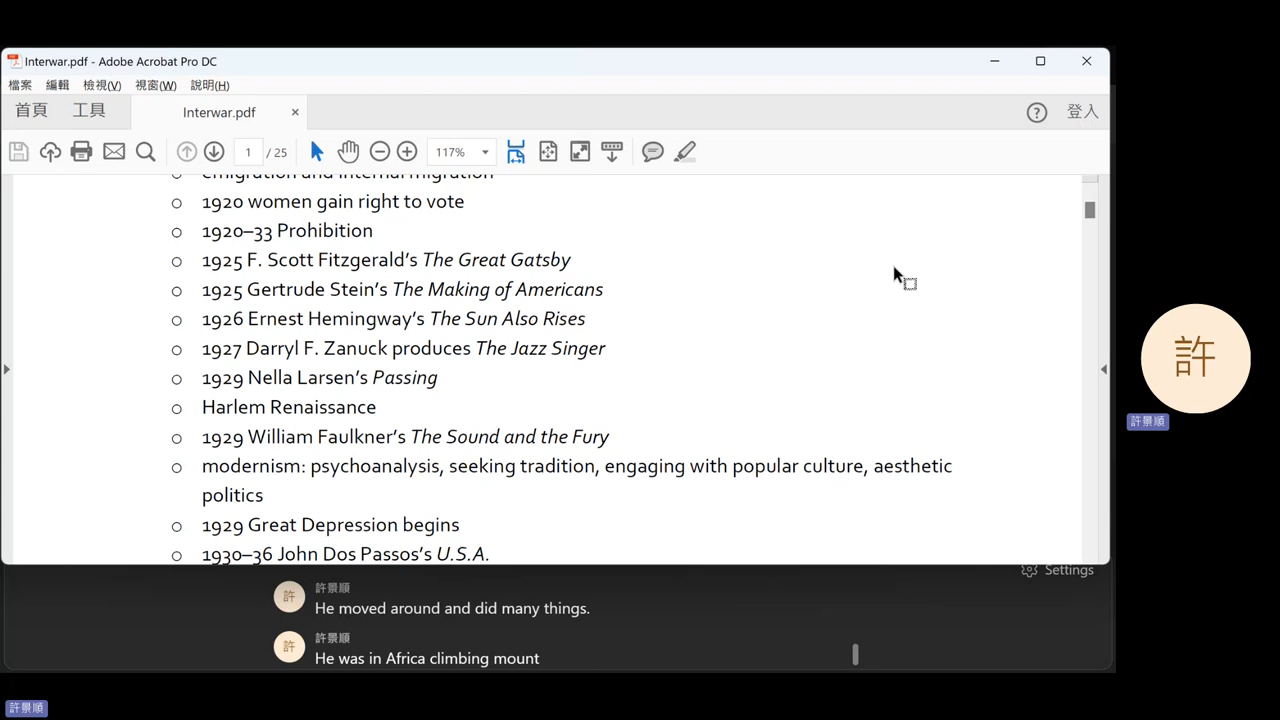 Interwar.pdf - Adobe Acrobat Pro DC
檔案 編輯 檢視(V) 視窗(W) 說明(H)
首頁 工具 Interwar.pdf × ? 登入
1 / 25 117%
emigration and internal migration
○ 1920 women gain right to vote
○ 1920–33 Prohibition
○ 1925 F. Scott Fitzgerald’s The Great Gatsby
○ 1925 Gertrude Stein’s The Making of Americans
○ 1926 Ernest Hemingway’s The Sun Also Rises
○ 1927 Darryl F. Zanuck produces The Jazz Singer
○ 1929 Nella Larsen’s Passing
○ Harlem Renaissance
○ 1929 William Faulkner’s The Sound and the Fury
○ modernism: psychoanalysis, seeking tradition, engaging with popular culture, aesthetic
politics
○ 1929 Great Depression begins
○ 1930–36 John Dos Passos’s U.S.A.
Settings
許 許景順
He moved around and did many things.
許 許景順
He was in Africa climbing mount
許
許景順
許景順